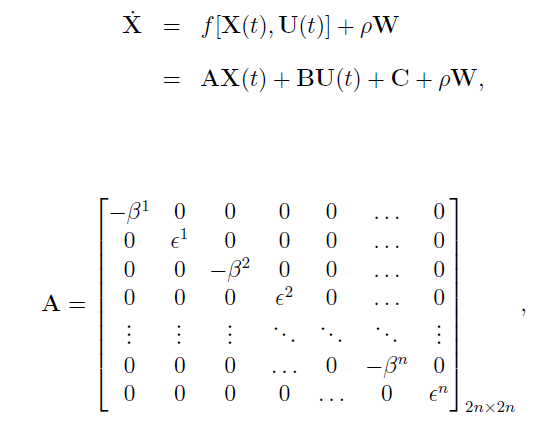 Ẋ = f[X(t), U(t)] + ρW
= AX(t) + BU(t) + C + ρW,
A = [
−β¹ 0 0 0 0 … 0
0 ϵ¹ 0 0 0 … 0
0 0 −β² 0 0 … 0
0 0 0 ϵ² 0 … 0
⋮ ⋮ ⋮ ⋱ ⋱ ⋱ ⋮
0 0 0 … 0 −βⁿ 0
0 0 0 0 … 0 ϵⁿ
]₂ₙ×₂ₙ ,